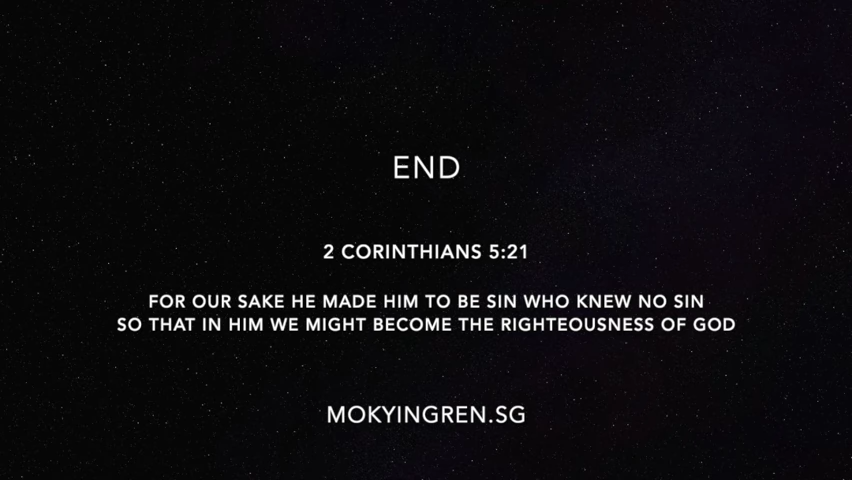 END
2 CORINTHIANS 5:21
FOR OUR SAKE HE MADE HIM TO BE SIN WHO KNEW NO SIN
SO THAT IN HIM WE MIGHT BECOME THE RIGHTEOUSNESS OF GOD
MOKYINGREN.SG